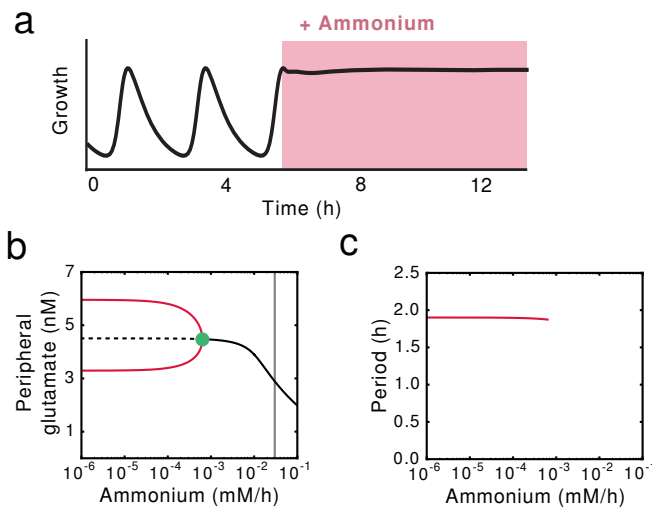 a
+ Ammonium
Growth
0 4 8 12
Time (h)
b
Peripheral
glutamate (nM)
7
5
3
1
10-6 10-5 10-4 10-3 10-2 10-1
Ammonium (mM/h)
c
Period (h)
2.5
2.0
1.5
1.0
0.5
0.0
10-6 10-5 10-4 10-3 10-2 10-1
Ammonium (mM/h)